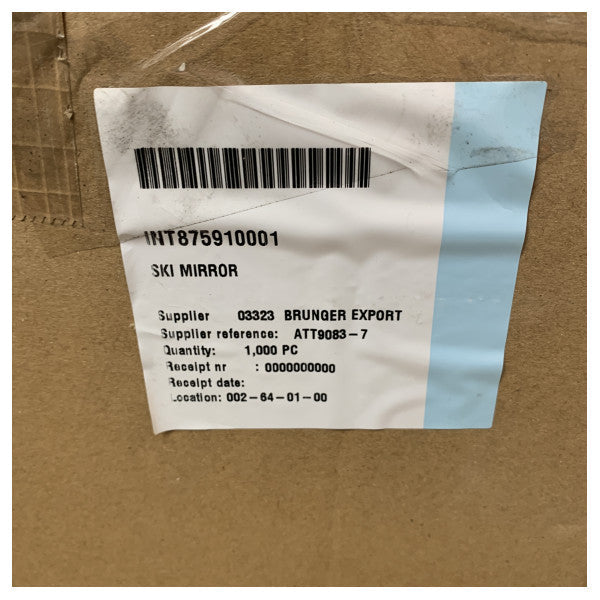 INT875910001
SKI MIRROR
Supplier 03323 BRUNGER EXPORT
Supplier reference: ATT9083-7
Quantity: 1,000 PC
Receipt nr : 0000000000
Receipt date:
Location: 002-64-01-00